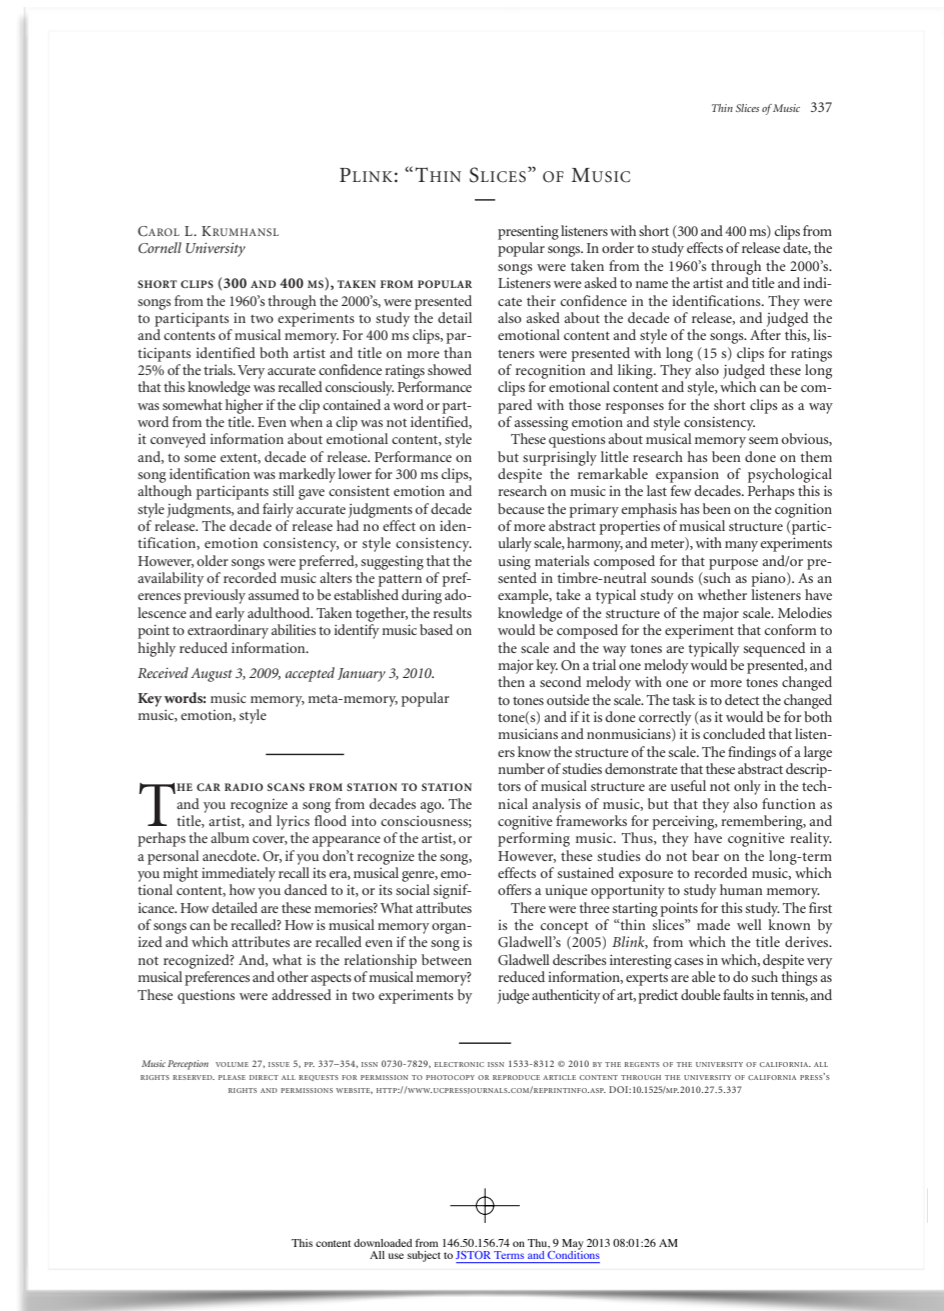 Thin Slices of Music 337
PLINK: “THIN SLICES” OF MUSIC
CAROL L. KRUMHANSL
Cornell University
SHORT CLIPS (300 AND 400 MS), TAKEN FROM POPULAR
songs from the 1960’s through the 2000’s, were presented
to participants in two experiments to study the detail
and contents of musical memory. For 400 ms clips, par-
ticipants identified both artist and title on more than
25% of the trials. Very accurate confidence ratings showed
that this knowledge was recalled consciously. Performance
was somewhat higher if the clip contained a word or part-
word from the title. Even when a clip was not identified,
it conveyed information about emotional content, style
and, to some extent, decade of release. Performance on
song identification was markedly lower for 300 ms clips,
although participants still gave consistent emotion and
style judgments, and fairly accurate judgments of decade
of release. The decade of release had no effect on iden-
tification, emotion consistency, or style consistency.
However, older songs were preferred, suggesting that the
availability of recorded music alters the pattern of pref-
erences previously assumed to be established during ado-
lescence and early adulthood. Taken together, the results
point to extraordinary abilities to identify music based on
highly reduced information.
Received August 3, 2009, accepted January 3, 2010.
Key words: music memory, meta-memory, popular
music, emotion, style
THE CAR RADIO SCANS FROM STATION TO STATION
and you recognize a song from decades ago. The
title, artist, and lyrics flood into consciousness;
perhaps the album cover, the appearance of the artist, or
a personal anecdote. Or, if you don’t recognize the song,
you might immediately recall its era, musical genre, emo-
tional content, how you danced to it, or its social signif-
icance. How detailed are these memories? What attributes
of songs can be recalled? How is musical memory organ-
ized and which attributes are recalled even if the song is
not recognized? And, what is the relationship between
musical preferences and other aspects of musical memory?
These questions were addressed in two experiments by
presenting listeners with short (300 and 400 ms) clips from
popular songs. In order to study effects of release date, the
songs were taken from the 1960’s through the 2000’s.
Listeners were asked to name the artist and title and indi-
cate their confidence in the identifications. They were
also asked about the decade of release, and judged the
emotional content and style of the songs. After this, lis-
teners were presented with long (15 s) clips for ratings
of recognition and liking. They also judged these long
clips for emotional content and style, which can be com-
pared with those responses for the short clips as a way
of assessing emotion and style consistency.
These questions about musical memory seem obvious,
but surprisingly little research has been done on them
despite the remarkable expansion of psychological
research on music in the last few decades. Perhaps this is
because the primary emphasis has been on the cognition
of more abstract properties of musical structure (partic-
ularly scale, harmony, and meter), with many experiments
using materials composed for that purpose and/or pre-
sented in timbre-neutral sounds (such as piano). As an
example, take a typical study on whether listeners have
knowledge of the structure of the major scale. Melodies
would be composed for the experiment that conform to
the scale and the way tones are typically sequenced in a
major key. On a trial one melody would be presented, and
then a second melody with one or more tones changed
to tones outside the scale. The task is to detect the changed
tone(s) and if it is done correctly (as it would be for both
musicians and nonmusicians) it is concluded that listen-
ers know the structure of the scale. The findings of a large
number of studies demonstrate that these abstract descrip-
tors of musical structure are useful not only in the tech-
nical analysis of music, but that they also function as
cognitive frameworks for perceiving, remembering, and
performing music. Thus, they have cognitive reality.
However, these studies do not bear on the long-term
effects of sustained exposure to recorded music, which
offers a unique opportunity to study human memory.
There were three starting points for this study. The first
is the concept of “thin slices” made well known by
Gladwell’s (2005) Blink, from which the title derives.
Gladwell describes interesting cases in which, despite very
reduced information, experts are able to do such things as
judge authenticity of art, predict double faults in tennis, and
Music Perception VOLUME 27, ISSUE 5, PP. 337–354, ISSN 0730-7829, ELECTRONIC ISSN 1533-8312 © 2010 BY THE REGENTS OF THE UNIVERSITY OF CALIFORNIA. ALL
RIGHTS RESERVED. PLEASE DIRECT ALL REQUESTS FOR PERMISSION TO PHOTOCOPY OR REPRODUCE ARTICLE CONTENT THROUGH THE UNIVERSITY OF CALIFORNIA PRESS’S
RIGHTS AND PERMISSIONS WEBSITE, HTTP://WWW.UCPRESSJOURNALS.COM/REPRINTINFO.ASP. DOI:10.1525/MP.2010.27.5.337
This content downloaded from 146.50.156.74 on Thu, 9 May 2013 08:01:26 AM
All use subject to JSTOR Terms and Conditions